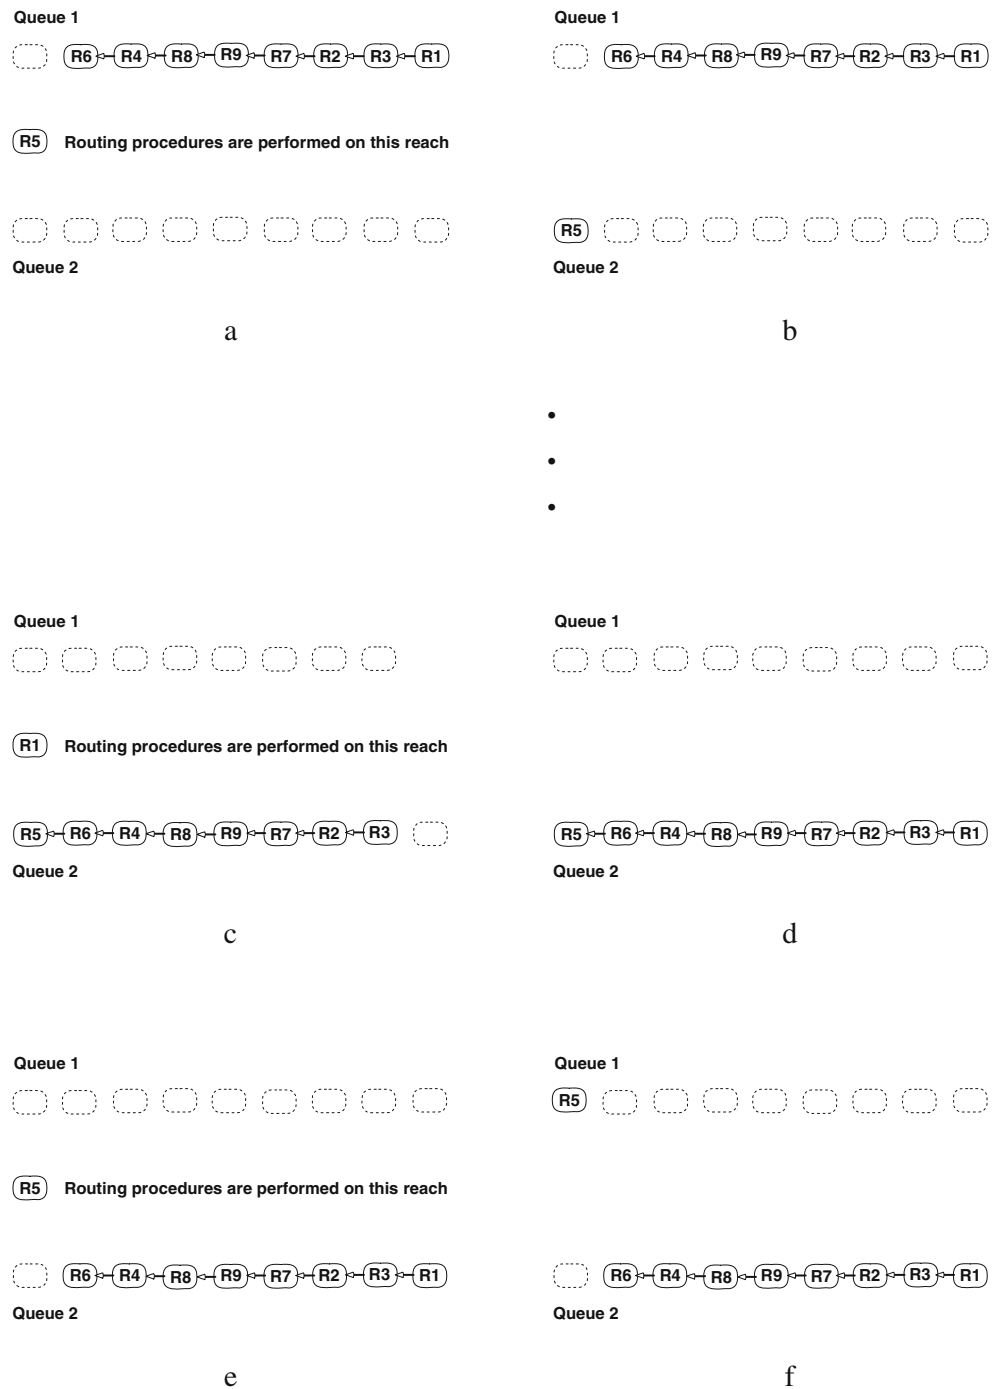 Queue 1
R6 R4 R8 R9 R7 R2 R3 R1
R5 Routing procedures are performed on this reach
Queue 2
a
Queue 1
R6 R4 R8 R9 R7 R2 R3 R1
R5
Queue 2
b
Queue 1
R1 Routing procedures are performed on this reach
R5 R6 R4 R8 R9 R7 R2 R3
Queue 2
c
Queue 1
R5 R6 R4 R8 R9 R7 R2 R3 R1
Queue 2
d
Queue 1
R5 Routing procedures are performed on this reach
R6 R4 R8 R9 R7 R2 R3 R1
Queue 2
e
Queue 1
R5
R6 R4 R8 R9 R7 R2 R3 R1
Queue 2
f